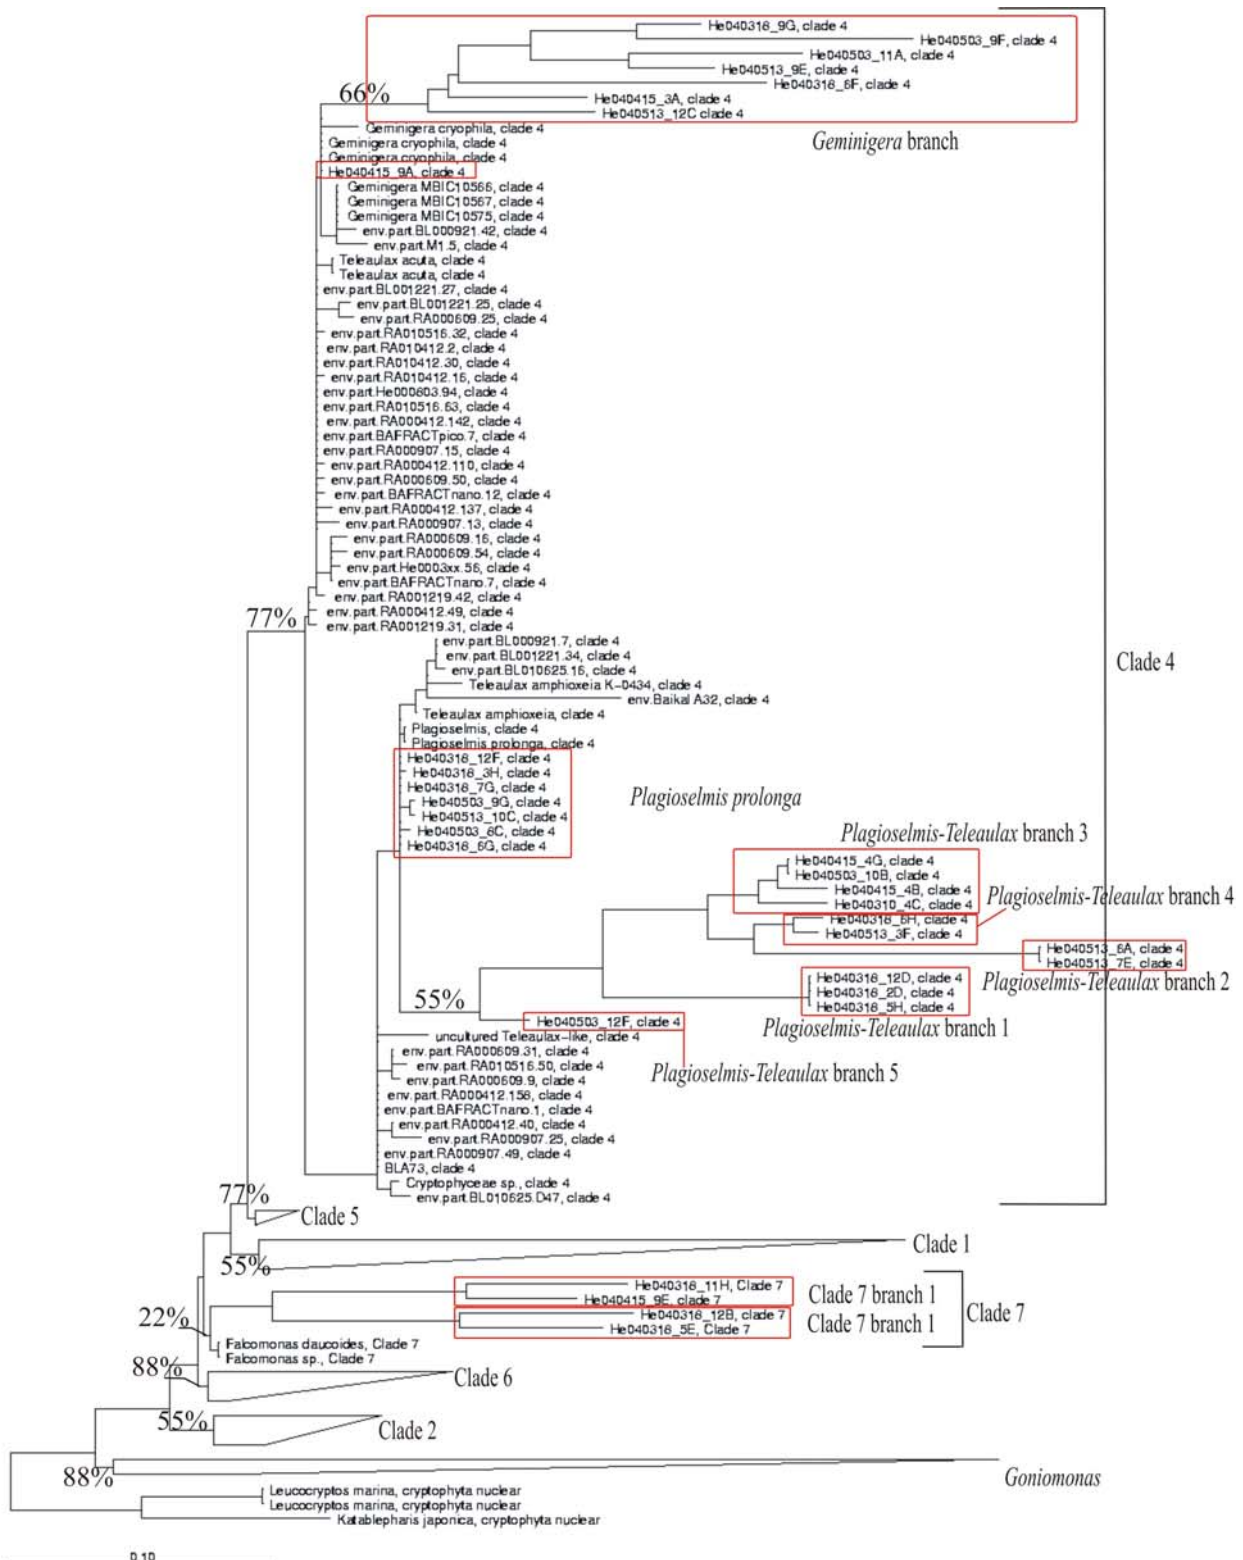 He040316_9G, clade 4
He040503_9F, clade 4
He040503_11A, clade 4
He040513_9E, clade 4
He040316_6F, clade 4
66%
He040415_3A, clade 4
He040513_12C clade 4
Geminigera cryophila, clade 4
Geminigera branch
Geminigera cryophila, clade 4
Geminigera cryophila, clade 4
He040415_9A, clade 4
Geminigera MBIC10566, clade 4
Geminigera MBIC10567, clade 4
Geminigera MBIC10575, clade 4
env.part.BL000921.42, clade 4
env.part.M1.5, clade 4
Teleaulax acuta, clade 4
Teleaulax acuta, clade 4
env.part.BL001221.27, clade 4
env.part.BL001221.25, clade 4
env.part.RA000609.25, clade 4
env.part.RA010516.32, clade 4
env.part.RA010412.2, clade 4
env.part.RA010412.30, clade 4
env.part.RA010412.16, clade 4
env.part.He000803.94, clade 4
env.part.RA010516.63, clade 4
env.part.RA000412.142, clade 4
env.part.BAFRACTpico.7, clade 4
env.part.RA000907.15, clade 4
env.part.RA000412.110, clade 4
env.part.RA000609.50, clade 4
env.part.BAFRACTnano.12, clade 4
env.part.RA000412.137, clade 4
env.part.RA000907.13, clade 4
env.part.RA000609.16, clade 4
env.part.RA000609.54, clade 4
env.part.He0003xx.56, clade 4
env.part.BAFRACTnano.7, clade 4
env.part.RA001219.42, clade 4
env.part.RA000412.49, clade 4
77%
env.part.RA001219.31, clade 4
env.part.BL000921.7, clade 4
env.part.BL001221.34, clade 4
Clade 4
env.part.BL010625.16, clade 4
Teleaulax amphioxeia K-0434, clade 4
env.Baikal A32, clade 4
Teleaulax amphioxeia, clade 4
Plagioselmis, clade 4
Plagioselmis prolonga, clade 4
He040316_12F, clade 4
He040316_3H, clade 4
He040316_7G, clade 4
Plagioselmis prolonga
He040503_9G, clade 4
He040513_10C, clade 4
He040503_6C, clade 4
He040316_6G, clade 4
Plagioselmis-Teleaulax branch 3
He040415_4G, clade 4
He040503_10B, clade 4
He040415_4B, clade 4
He040310_4C, clade 4
Plagioselmis-Teleaulax branch 4
He040316_6H, clade 4
He040513_3F, clade 4
He040513_6A, clade 4
He040513_7E, clade 4
He040316_12D, clade 4
Plagioselmis-Teleaulax branch 2
He040316_2D, clade 4
He040316_5H, clade 4
55%
He040503_12F, clade 4
Plagioselmis-Teleaulax branch 1
uncultured Teleaulax-like, clade 4
env.part.RA000609.31, clade 4
env.part.RA010516.50, clade 4
Plagioselmis-Teleaulax branch 5
env.part.RA000609.9, clade 4
env.part.RA000412.156, clade 4
env.part.BAFRACTnano.1, clade 4
env.part.RA000412.40, clade 4
env.part.RA000907.25, clade 4
env.part.RA000907.49, clade 4
BLA73, clade 4
Cryptophyceae sp., clade 4
env.part.BL010625.D47, clade 4
77%
Clade 5
Clade 1
55%
He040316_11H, Clade 7
He040415_9E, clade 7
Clade 7 branch 1
He040316_12B, clade 7
Clade 7
He040316_5E, Clade 7
Clade 7 branch 1
22%
Falcomonas daucoides, Clade 7
Falcomonas sp., Clade 7
88%
Clade 6
55%
Clade 2
88%
Goniomonas
Leucocryptos marina, cryptophyta nuclear
Leucocryptos marina, cryptophyta nuclear
Katablepharis japonica, cryptophyta nuclear
0.10